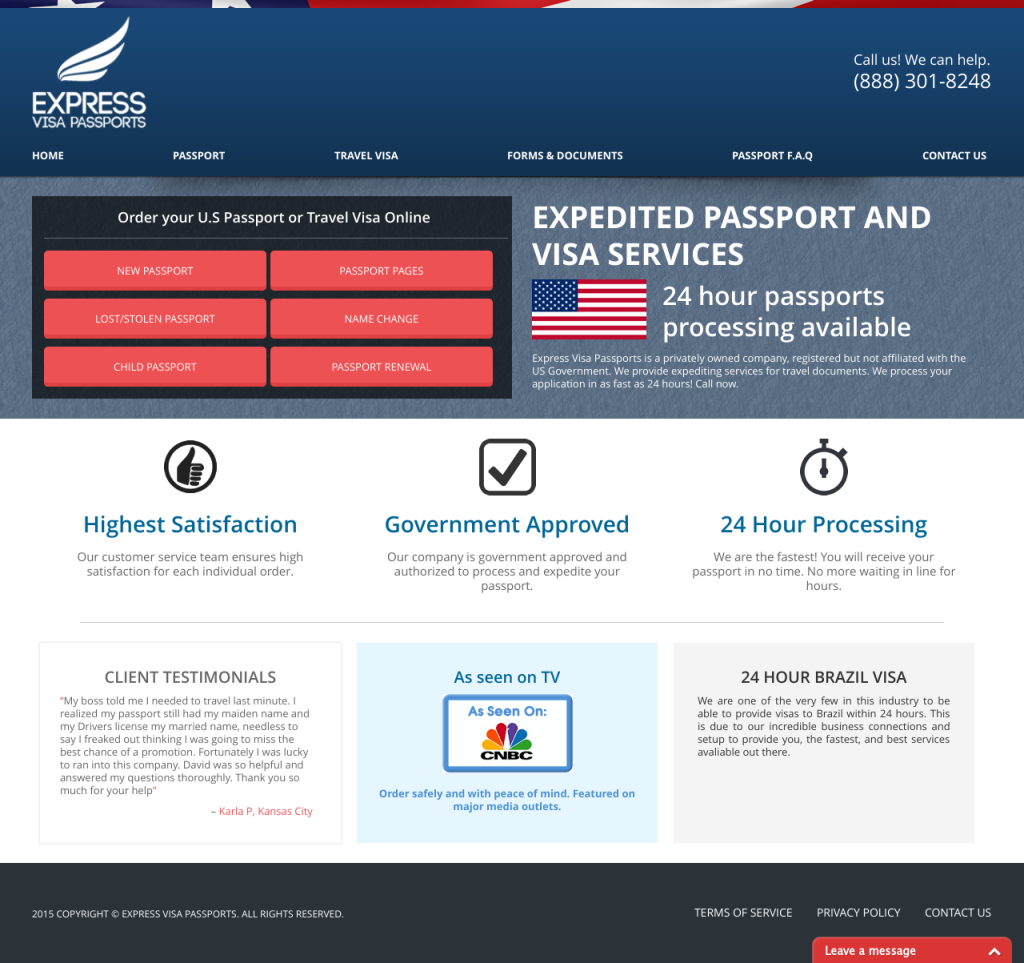 EXPRESS
VISA PASSPORTS
Call us! We can help.
(888) 301-8248
HOME
PASSPORT
TRAVEL VISA
FORMS & DOCUMENTS
PASSPORT F.A.Q
CONTACT US
Order your U.S Passport or Travel Visa Online
NEW PASSPORT
PASSPORT PAGES
LOST/STOLEN PASSPORT
NAME CHANGE
CHILD PASSPORT
PASSPORT RENEWAL
EXPEDITED PASSPORT AND
VISA SERVICES
24 hour passports
processing available
Express Visa Passports is a privately owned company, registered but not affiliated with the
US Government. We provide expediting services for travel documents. We process your
application in as fast as 24 hours! Call now.
Highest Satisfaction
Our customer service team ensures high
satisfaction for each individual order.
Government Approved
Our company is government approved and
authorized to process and expedite your
passport.
24 Hour Processing
We are the fastest! You will receive your
passport in no time. No more waiting in line for
hours.
CLIENT TESTIMONIALS
"My boss told me I needed to travel last minute. I
realized my passport still had my maiden name and
my Drivers license my married name, needless to
say I freaked out thinking I was going to miss the
best chance of a promotion. Fortunately I was lucky
to ran into this company. David was so helpful and
answered my questions thoroughly. Thank you so
much for your help"
– Karla P, Kansas City
As seen on TV
As Seen On:
CNBC
Order safely and with peace of mind. Featured on
major media outlets.
24 HOUR BRAZIL VISA
We are one of the very few in this industry to be
able to provide visas to Brazil within 24 hours. This
is due to our incredible business connections and
setup to provide you, the fastest, and best services
avaliable out there.
2015 COPYRIGHT © EXPRESS VISA PASSPORTS. ALL RIGHTS RESERVED.
TERMS OF SERVICE
PRIVACY POLICY
CONTACT US
Leave a message